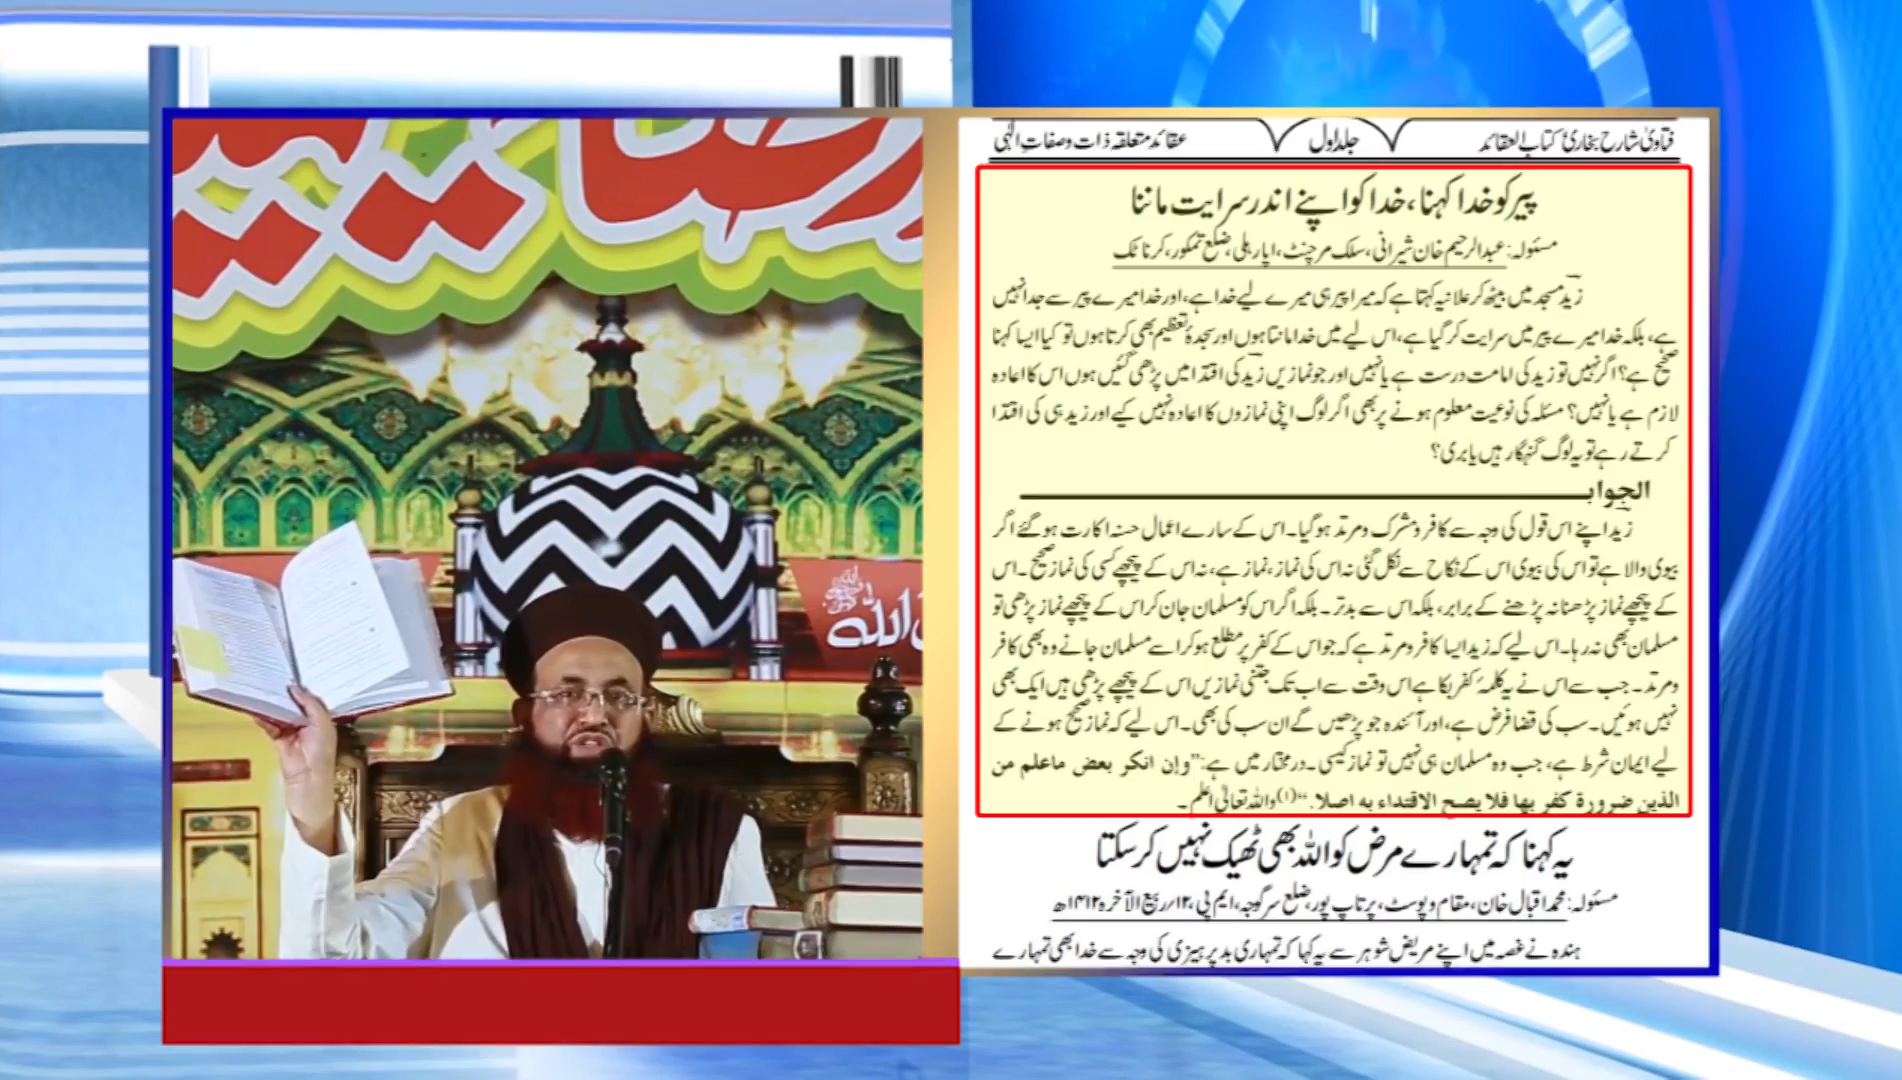 فتاویٰ شارح بخاری کتاب العقائد
جلد اول
عقائد متعلقہ ذات و صفات الٰہی
پیر کو خدا کہنا، خدا کو اپنے اندر سرایت ماننا
مسئولہ: عبدالرحیم خان شیرانی، سلک مرچنٹ، اپارہلی، ضلع تمکور، کرناٹک
زید مسجد میں بیٹھ کر علانیہ کہتا ہے کہ میرا پیر ہی میرے لیے خدا ہے، اور خدا میرے پیر سے جدا نہیں
ہے، بلکہ خدا میرے پیر میں سرایت کر گیا ہے، اس لیے میں خدا مانتا ہوں اور سجدۂ تعظیم بھی کرتا ہوں تو کیا ایسا کہنا
صحیح ہے؟ اگر نہیں تو زید کی امامت درست ہے یا نہیں اور جو نمازیں زید کی اقتدا میں پڑھی گئیں ہوں اس کا اعادہ
لازم ہے یا نہیں؟ مسئلہ کی نوعیت معلوم ہونے پر بھی اگر لوگ اپنی نمازوں کا اعادہ نہیں کیے اور زید ہی کی اقتدا
کرتے رہے تو یہ لوگ گنہگار ہیں یا بری؟
الجواب
زید اپنے اس قول کی وجہ سے کافر و مشرک و مرتد ہو گیا۔ اس کے سارے اعمال حسنہ اکارت ہو گئے اگر
بیوی والا ہے تو اس کی بیوی اس کے نکاح سے نکل گئی نہ اس کی نماز، نماز ہے، نہ اس کے پیچھے کسی کی نماز صحیح۔ اس
کے پیچھے نماز پڑھنا نہ پڑھنے کے برابر، بلکہ اس سے بدتر۔ بلکہ اگر اس کو مسلمان جان کر اس کے پیچھے نماز پڑھی تو
مسلمان بھی نہ رہا۔ اس لیے کہ زید ایسا کافر و مرتد ہے کہ جو اس کے کفر پر مطلع ہو کر اسے مسلمان جانے وہ بھی کافر
و مرتد۔ جب سے اس نے یہ کلمۂ کفر بکا ہے اس وقت سے اب تک جتنی نمازیں اس کے پیچھے پڑھی ہیں ایک بھی
نہیں ہوئیں۔ سب کی قضا فرض ہے، اور آئندہ جو پڑھیں گے ان سب کی بھی۔ اس لیے کہ نماز صحیح ہونے کے
لیے ایمان شرط ہے، جب وہ مسلمان ہی نہیں تو نماز کیسی۔ درمختار میں ہے: "وإن انکر بعض ماعلم من
الدین ضرورة کفر بها فلا یصح الاقتداء به اصلا."(۱) واللہ تعالیٰ اعلم۔
یہ کہنا کہ تمہارے مرض کو اللہ بھی ٹھیک نہیں کر سکتا
مسئولہ: محمد اقبال خان، مقام و پوسٹ، پرتاپ پور، ضلع سرگوجہ، ایم پی، ۱۲؍ ربیع الآخر ۱۴۱۲ھ
ہندہ نے غصہ میں اپنے مریض شوہر سے یہ کہا کہ تمہاری بد پرہیزی کی وجہ سے خدا بھی تمہارے